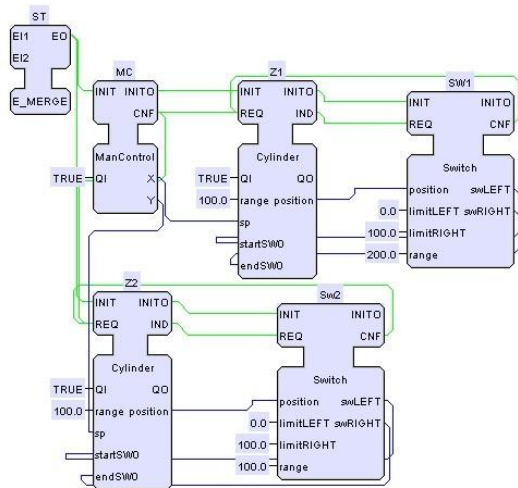 ST
EI1 EO
EI2
E_MERGE
MC
INIT INITO
CNF
ManControl
TRUE QI X
Y
Z1
INIT INITO
REQ IND
Cylinder
TRUE QI QO
100.0 range position
sp
startSW0
endSW0
SW1
INIT INITO
REQ CNF
Switch
position swLEFT
0.0 limitLEFT swRIGHT
100.0 limitRIGHT
200.0 range
Z2
INIT INITO
REQ IND
Cylinder
TRUE QI QO
100.0 range position
sp
startSW0
endSW0
Sw2
INIT INITO
REQ CNF
Switch
position swLEFT
0.0 limitLEFT swRIGHT
100.0 limitRIGHT
100.0 range